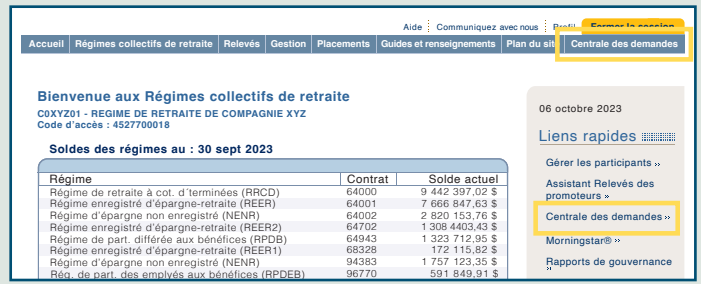 Aide Communiquez avec nous Profil Fermer la session
Accueil Régimes collectifs de retraite Relevés Gestion Placements Guides et renseignements Plan du sit Centrale des demandes
Bienvenue aux Régimes collectifs de retraite
C0XYZ01 - REGIME DE RETRAITE DE COMPAGNIE XYZ
Code d'accès : 4527700018
06 octobre 2023
Liens rapides
Soldes des régimes au : 30 sept 2023
Régime Contrat Solde actuel
Régime de retraite à cot. d´terminées (RRCD) 64000 9 442 397,02 $
Régime enregistré d'épargne-retraite (REER) 64001 7 666 847,63 $
Régime d'épargne non enregistré (NENR) 64002 2 820 153,76 $
Régime enregistré d'épargne-retraite (REER2) 64702 1 308 4403,43 $
Régime de part. différée aux bénéfices (RPDB) 64943 1 323 712,95 $
Régime enregistré d'épargne-retraite (REER1) 68328 172 115,82 $
Régime d'épargne non enregistré (NENR) 94383 1 757 123,35 $
Rég. de part. des emplyés aux bénéfices (RPDEB) 96770 591 849,91 $
Gérer les participants »
Assistant Relevés des
promoteurs »
Centrale des demandes »
Morningstar® »
Rapports de gouvernance
»